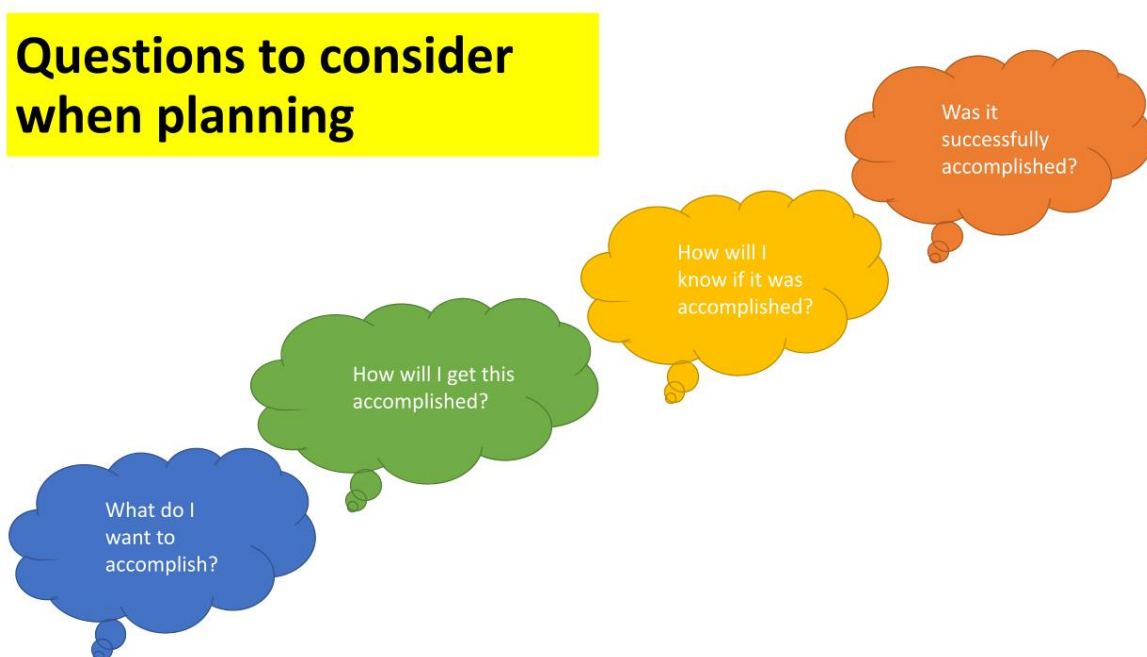 Questions to consider
when planning
What do I
want to
accomplish?
How will I get this
accomplished?
How will I
know if it was
accomplished?
Was it
successfully
accomplished?